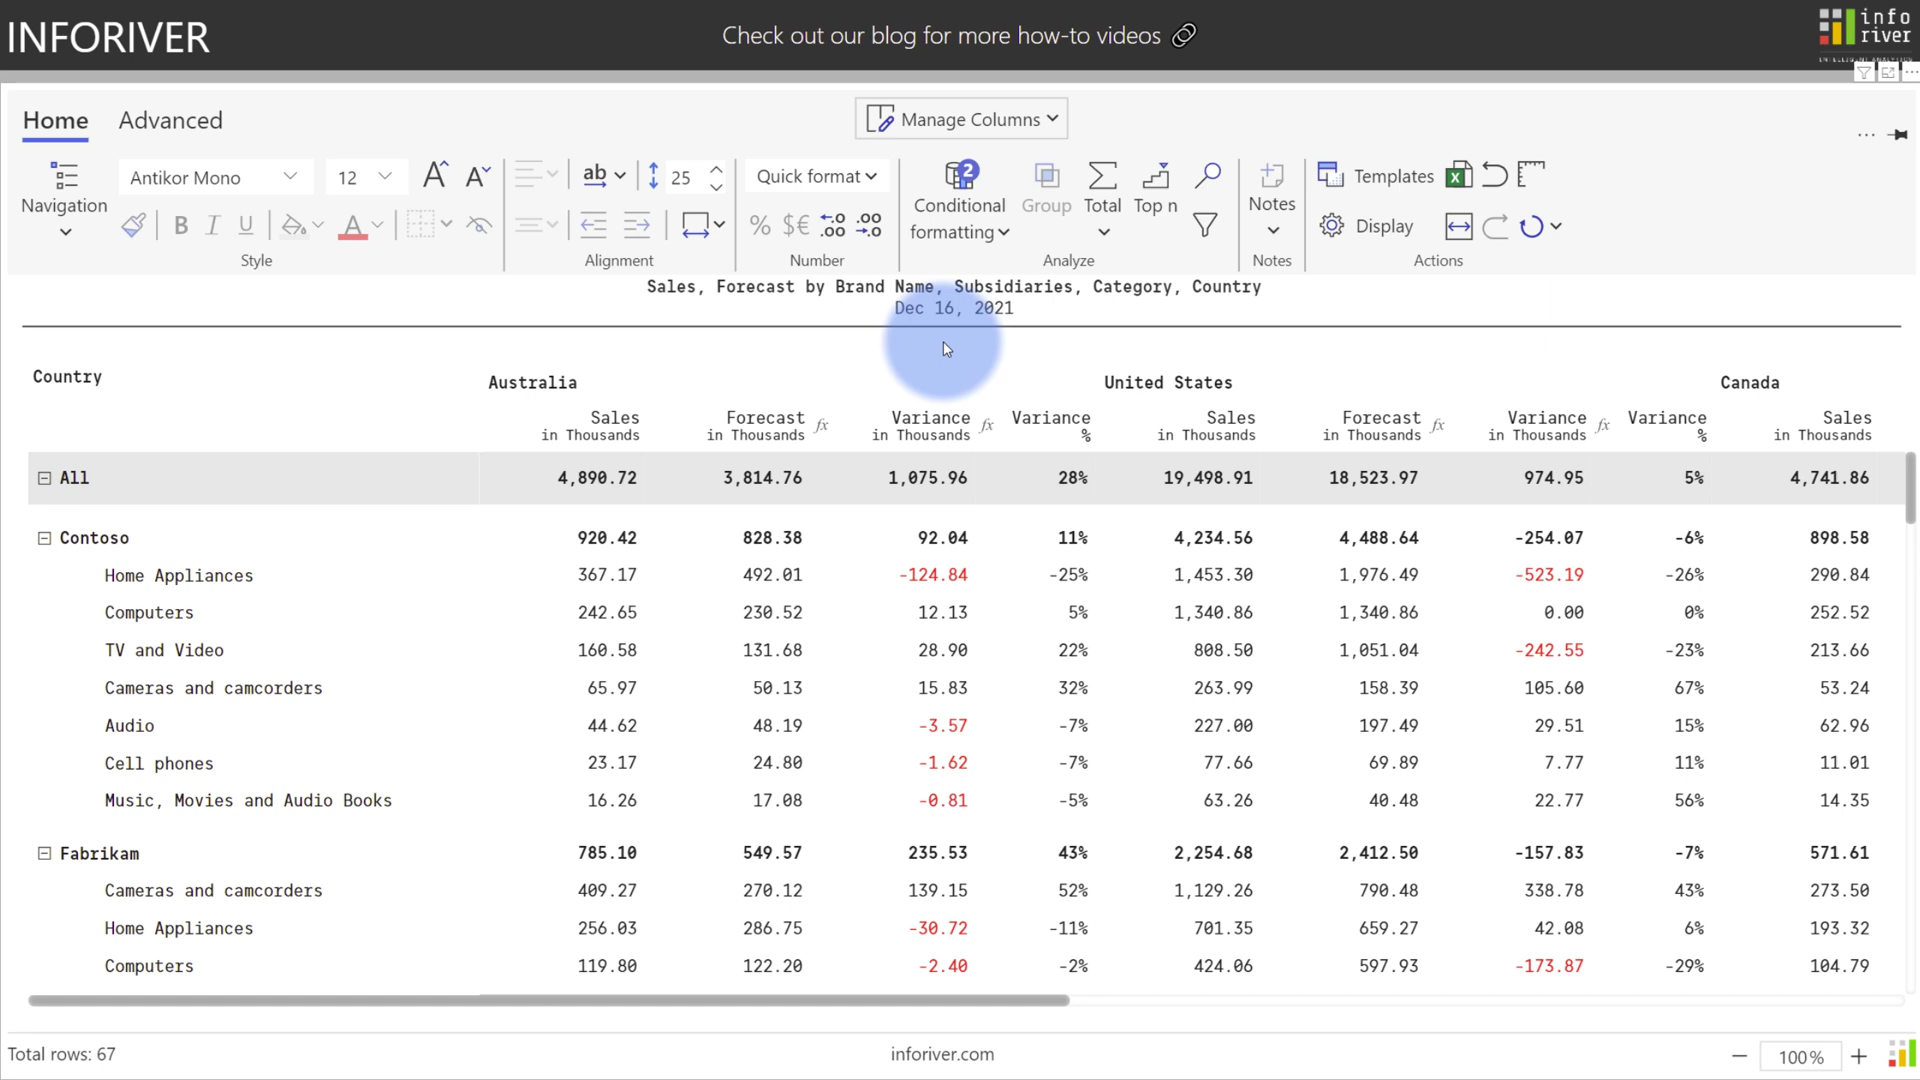 INFORIVER
Check out our blog for more how-to videos
info
river
Home Advanced
Manage Columns
Navigation
Antikor Mono 12
25
Quick format
B I U
% $€
Style
Alignment
Number
Conditional
formatting
Group
Total
Top n
Analyze
Notes
Notes
Templates
Display
Actions
Sales, Forecast by Brand Name, Subsidiaries, Category, Country
Dec 16, 2021
Country Australia United States Canada
Sales Forecast fx Variance fx Variance Sales Forecast fx Variance fx Variance Sales
in Thousands in Thousands in Thousands % in Thousands in Thousands in Thousands % in Thousands
All 4,890.72 3,814.76 1,075.96 28% 19,498.91 18,523.97 974.95 5% 4,741.86
Contoso 920.42 828.38 92.04 11% 4,234.56 4,488.64 -254.07 -6% 898.58
Home Appliances 367.17 492.01 -124.84 -25% 1,453.30 1,976.49 -523.19 -26% 290.84
Computers 242.65 230.52 12.13 5% 1,340.86 1,340.86 0.00 0% 252.52
TV and Video 160.58 131.68 28.90 22% 808.50 1,051.04 -242.55 -23% 213.66
Cameras and camcorders 65.97 50.13 15.83 32% 263.99 158.39 105.60 67% 53.24
Audio 44.62 48.19 -3.57 -7% 227.00 197.49 29.51 15% 62.96
Cell phones 23.17 24.80 -1.62 -7% 77.66 69.89 7.77 11% 11.01
Music, Movies and Audio Books 16.26 17.08 -0.81 -5% 63.26 40.48 22.77 56% 14.35
Fabrikam 785.10 549.57 235.53 43% 2,254.68 2,412.50 -157.83 -7% 571.61
Cameras and camcorders 409.27 270.12 139.15 52% 1,129.26 790.48 338.78 43% 273.50
Home Appliances 256.03 286.75 -30.72 -11% 701.35 659.27 42.08 6% 193.32
Computers 119.80 122.20 -2.40 -2% 424.06 597.93 -173.87 -29% 104.79
Total rows: 67
inforiver.com
100%